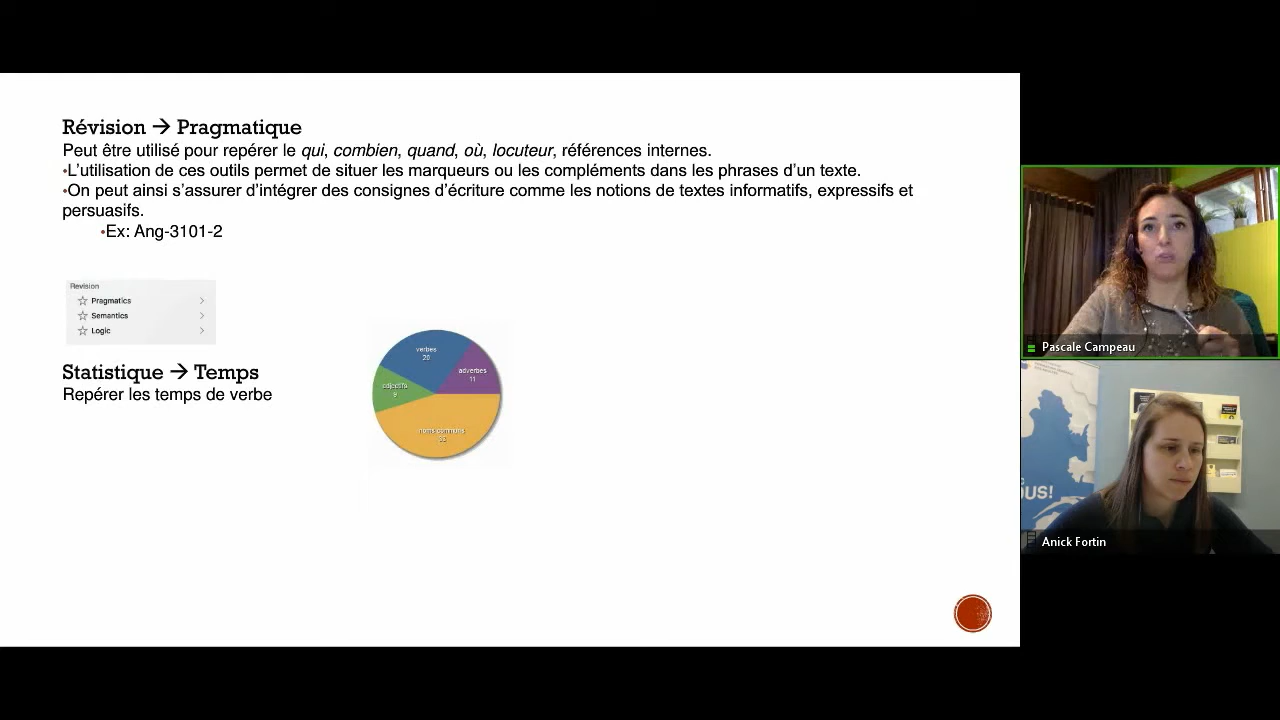 Révision → Pragmatique
Peut être utilisé pour repérer le qui, combien, quand, où, locuteur, références internes.
•L’utilisation de ces outils permet de situer les marqueurs ou les compléments dans les phrases d’un texte.
•On peut ainsi s’assurer d’intégrer des consignes d’écriture comme les notions de textes informatifs, expressifs et
persuasifs.
•Ex: Ang-3101-2
Revision
Pragmatics
Semantics
Logic
Statistique → Temps
Repérer les temps de verbe
verbes
20
adverbes
11
adjectifs
9
noms communs
33
Pascale Campeau
OUS!
Anick Fortin